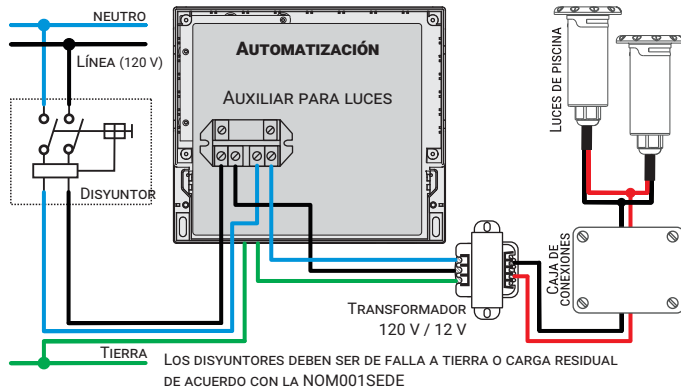 NEUTRO
LÍNEA (120 V)
DISYUNTOR
TIERRA
AUTOMATIZACIÓN
AUXILIAR PARA LUCES
TRANSFORMADOR
120 V / 12 V
LUCES DE PISCINA
CAJA DE
CONEXIONES
LOS DISYUNTORES DEBEN SER DE FALLA A TIERRA O CARGA RESIDUAL
DE ACUERDO CON LA NOM001SEDE